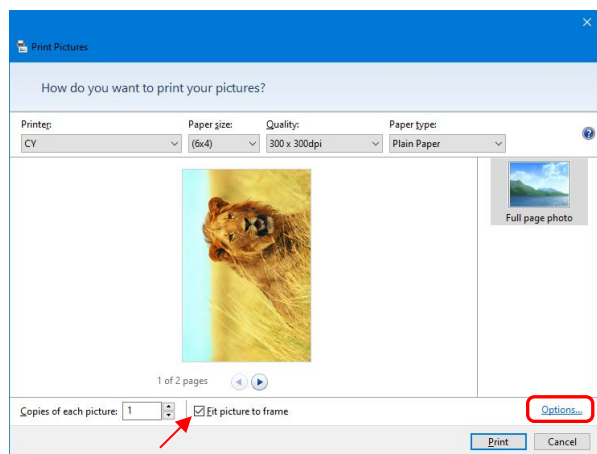 Print Pictures
How do you want to print your pictures?
Printer: Paper size: Quality: Paper type:
CY (6x4) 300 x 300dpi Plain Paper
Full page photo
1 of 2 pages
Copies of each picture: 1 Fit picture to frame Options...
Print Cancel